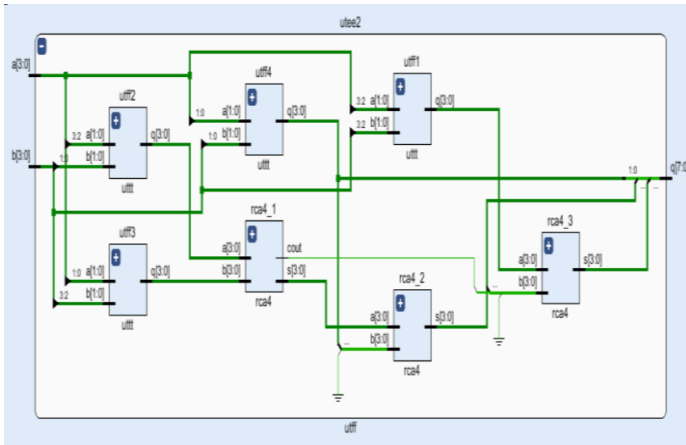 utee2
a[3:0]
b[3:0]
utff2
3:2 a[1:0]
1:0 b[1:0]
q[3:0]
uttt
utff4
1:0 a[1:0]
1:0 b[1:0]
q[3:0]
uttt
utff1
3:2 a[1:0]
3:2 b[1:0]
q[3:0]
uttt
utff3
1:0 a[1:0]
3:2 b[1:0]
q[3:0]
uttt
rca4_1
a[3:0]
b[3:0]
cout
s[3:0]
rca4
rca4_2
a[3:0]
b[3:0]
s[3:0]
rca4
rca4_3
a[3:0]
b[3:0]
s[3:0]
rca4
1:0
q[7:0
utff